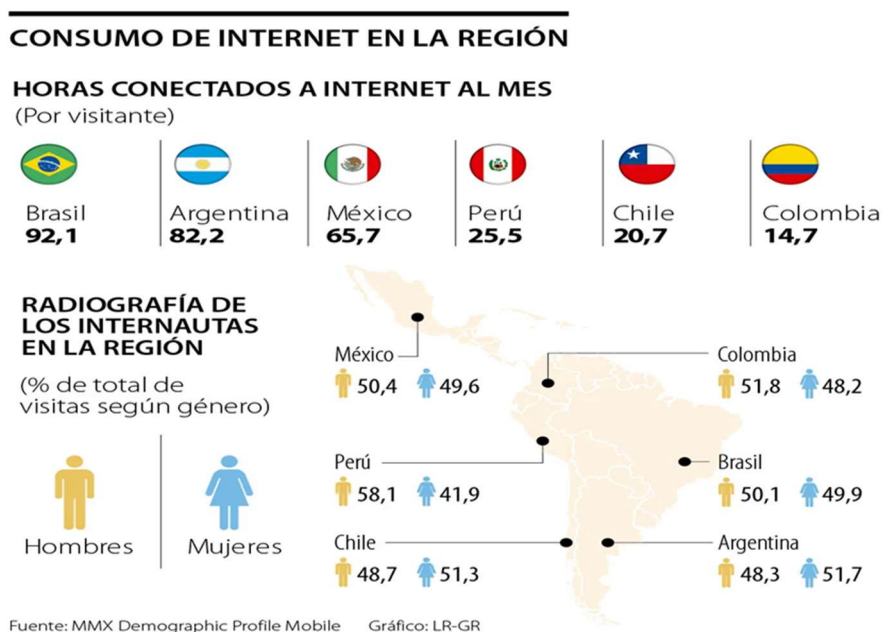 CONSUMO DE INTERNET EN LA REGIÓN
HORAS CONECTADOS A INTERNET AL MES
(Por visitante)
Brasil
92,1
Argentina
82,2
México
65,7
Perú
25,5
Chile
20,7
Colombia
14,7
RADIOGRAFÍA DE
LOS INTERNAUTAS
EN LA REGIÓN
(% de total de
visitas según género)
Hombres
Mujeres
México
50,4 49,6
Perú
58,1 41,9
Chile
48,7 51,3
Colombia
51,8 48,2
Brasil
50,1 49,9
Argentina
48,3 51,7
Fuente: MMX Demographic Profile Mobile Gráfico: LR-GR